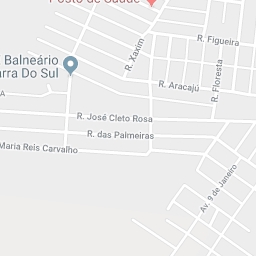 Posto de Saúde
R. Figueira
R. Xaxim
Balneário
rra Do Sul
R. Aracajú
R. Floresta
R. José Cleto Rosa
R. das Palmeiras
Maria Reis Carvalho
Av. 9 de Janeiro